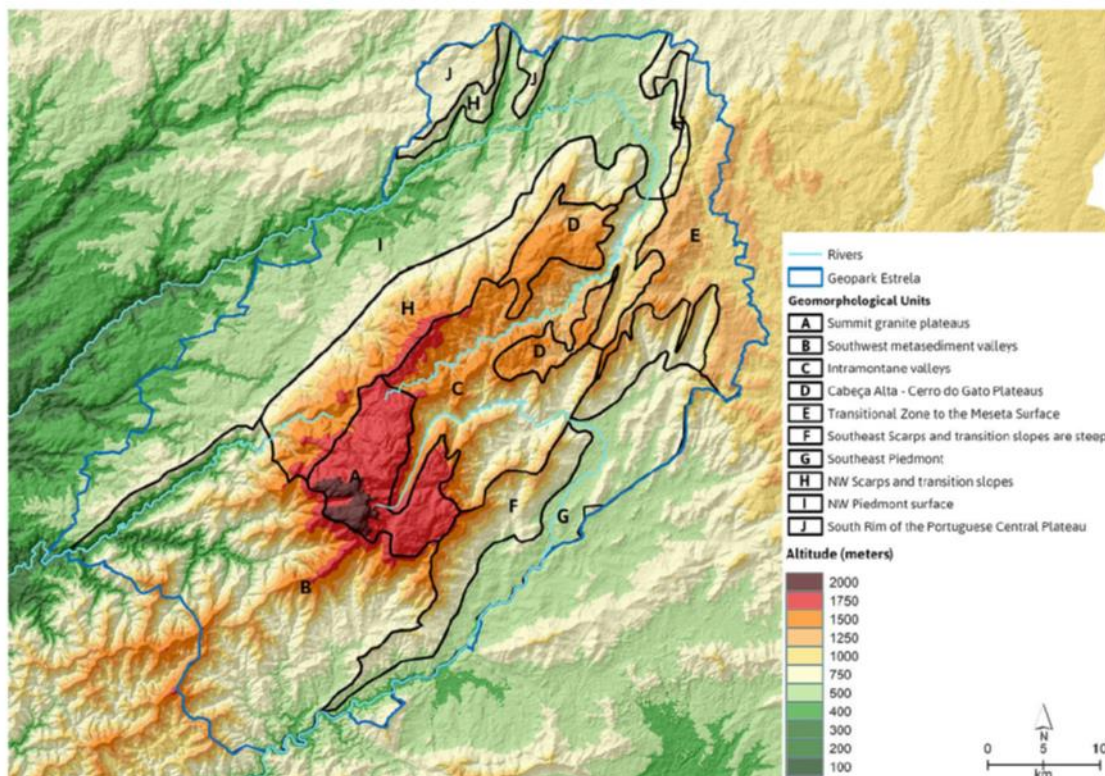 J
J
H
D
E
I
H
D
C
A
F
G
B
Rivers
Geopark Estrela
Geomorphological Units
A Summit granite plateaus
B Southwest metasediment valleys
C Intramontane valleys
D Cabeça Alta - Cerro do Gato Plateaus
E Transitional Zone to the Meseta Surface
F Southeast Scarps and transition slopes are steep
G Southeast Piedmont
H NW Scarps and transition slopes
I NW Piedmont surface
J South Rim of the Portuguese Central Plateau
Altitude (meters)
2000
1750
1500
1250
1000
750
500
400
300
200
100
N
0 5 10
km